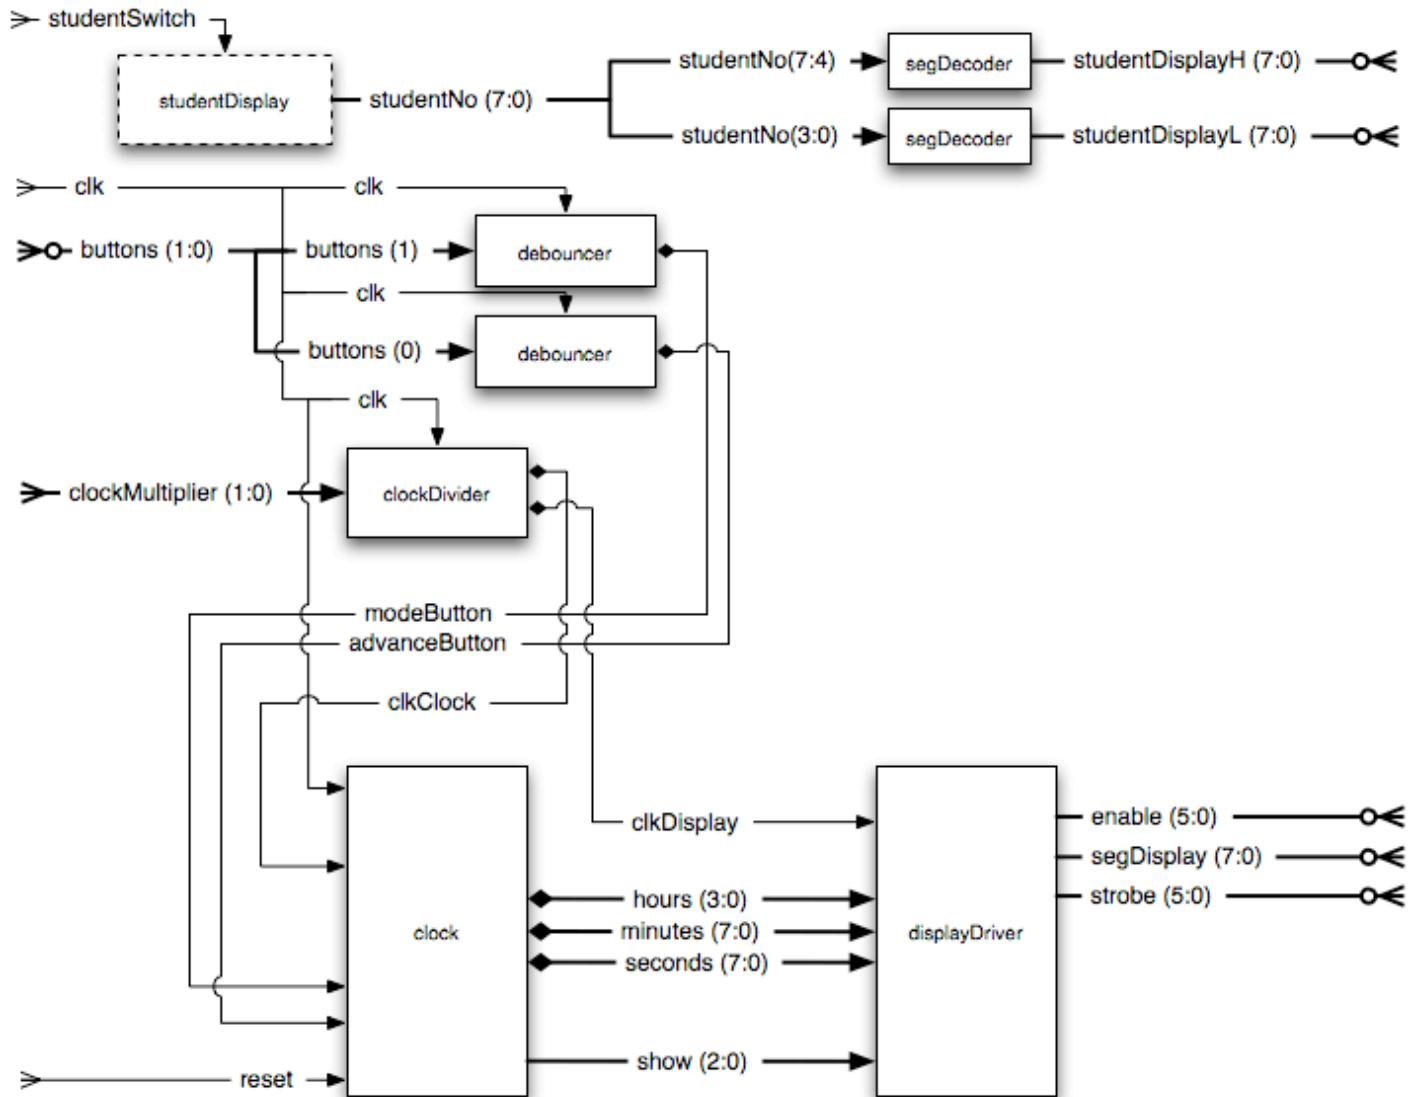 studentSwitch
studentDisplay
studentNo (7:0)
studentNo(7:4)
segDecoder
studentDisplayH (7:0)
studentNo(3:0)
segDecoder
studentDisplayL (7:0)
clk
clk
buttons (1:0)
buttons (1)
debouncer
clk
buttons (0)
debouncer
clk
clockMultiplier (1:0)
clockDivider
modeButton
advanceButton
clkClock
clkDisplay
enable (5:0)
segDisplay (7:0)
strobe (5:0)
hours (3:0)
clock
minutes (7:0)
displayDriver
seconds (7:0)
show (2:0)
reset